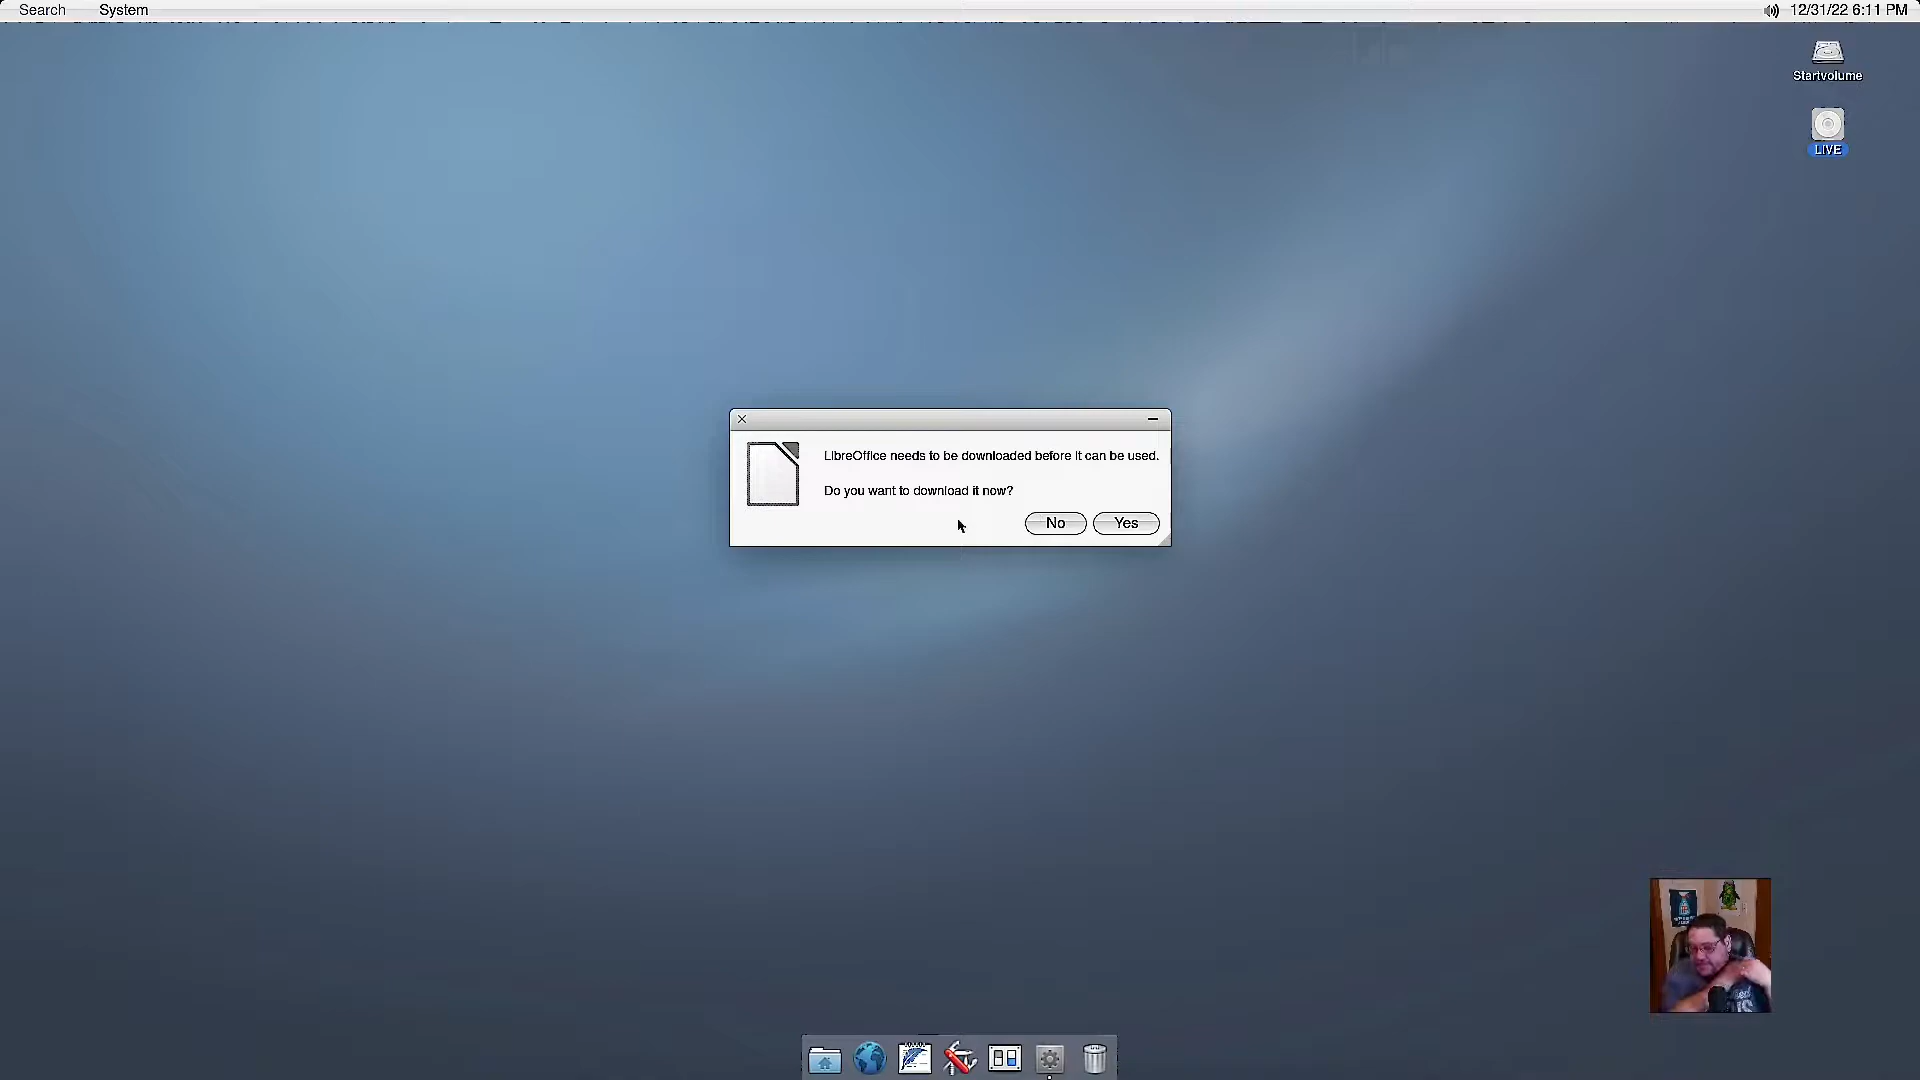 Search System 12/31/22 6:11 PM
Startvolume
LIVE
LibreOffice needs to be downloaded before it can be used.
Do you want to download it now?
No Yes